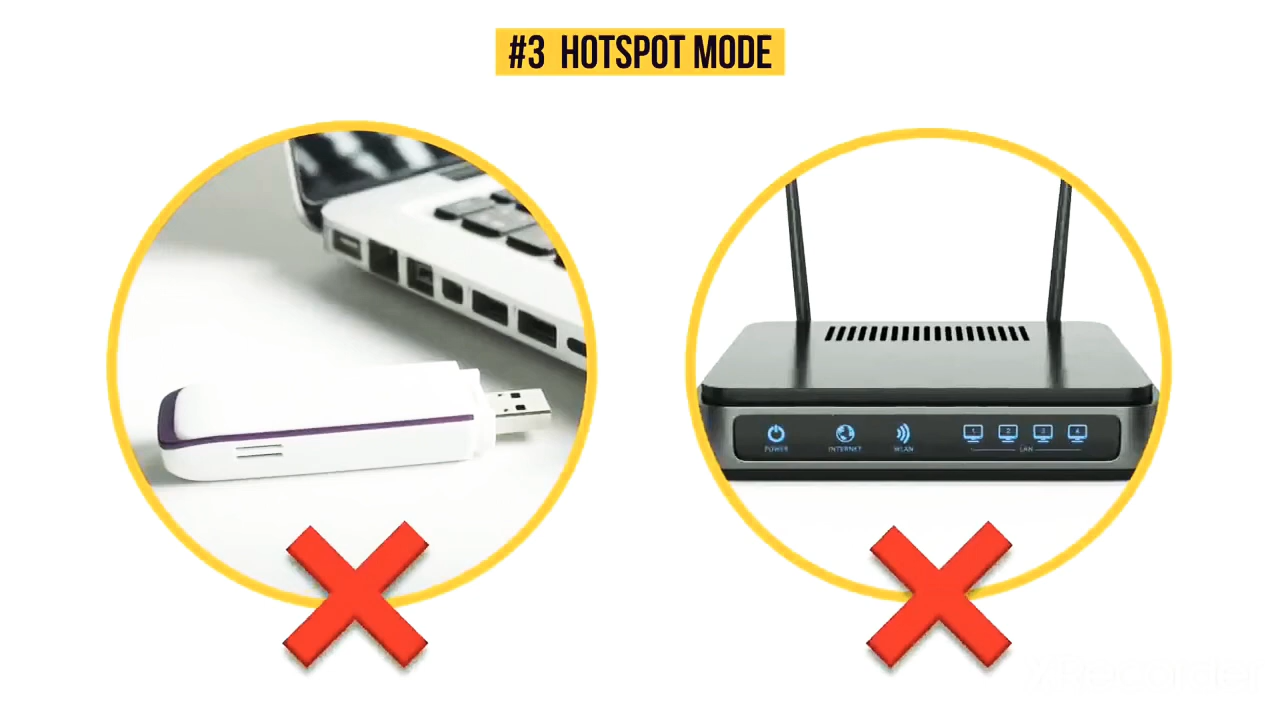 #3 HOTSPOT MODE
POWER
INTERNET
WLAN
1 2 3 4
LAN